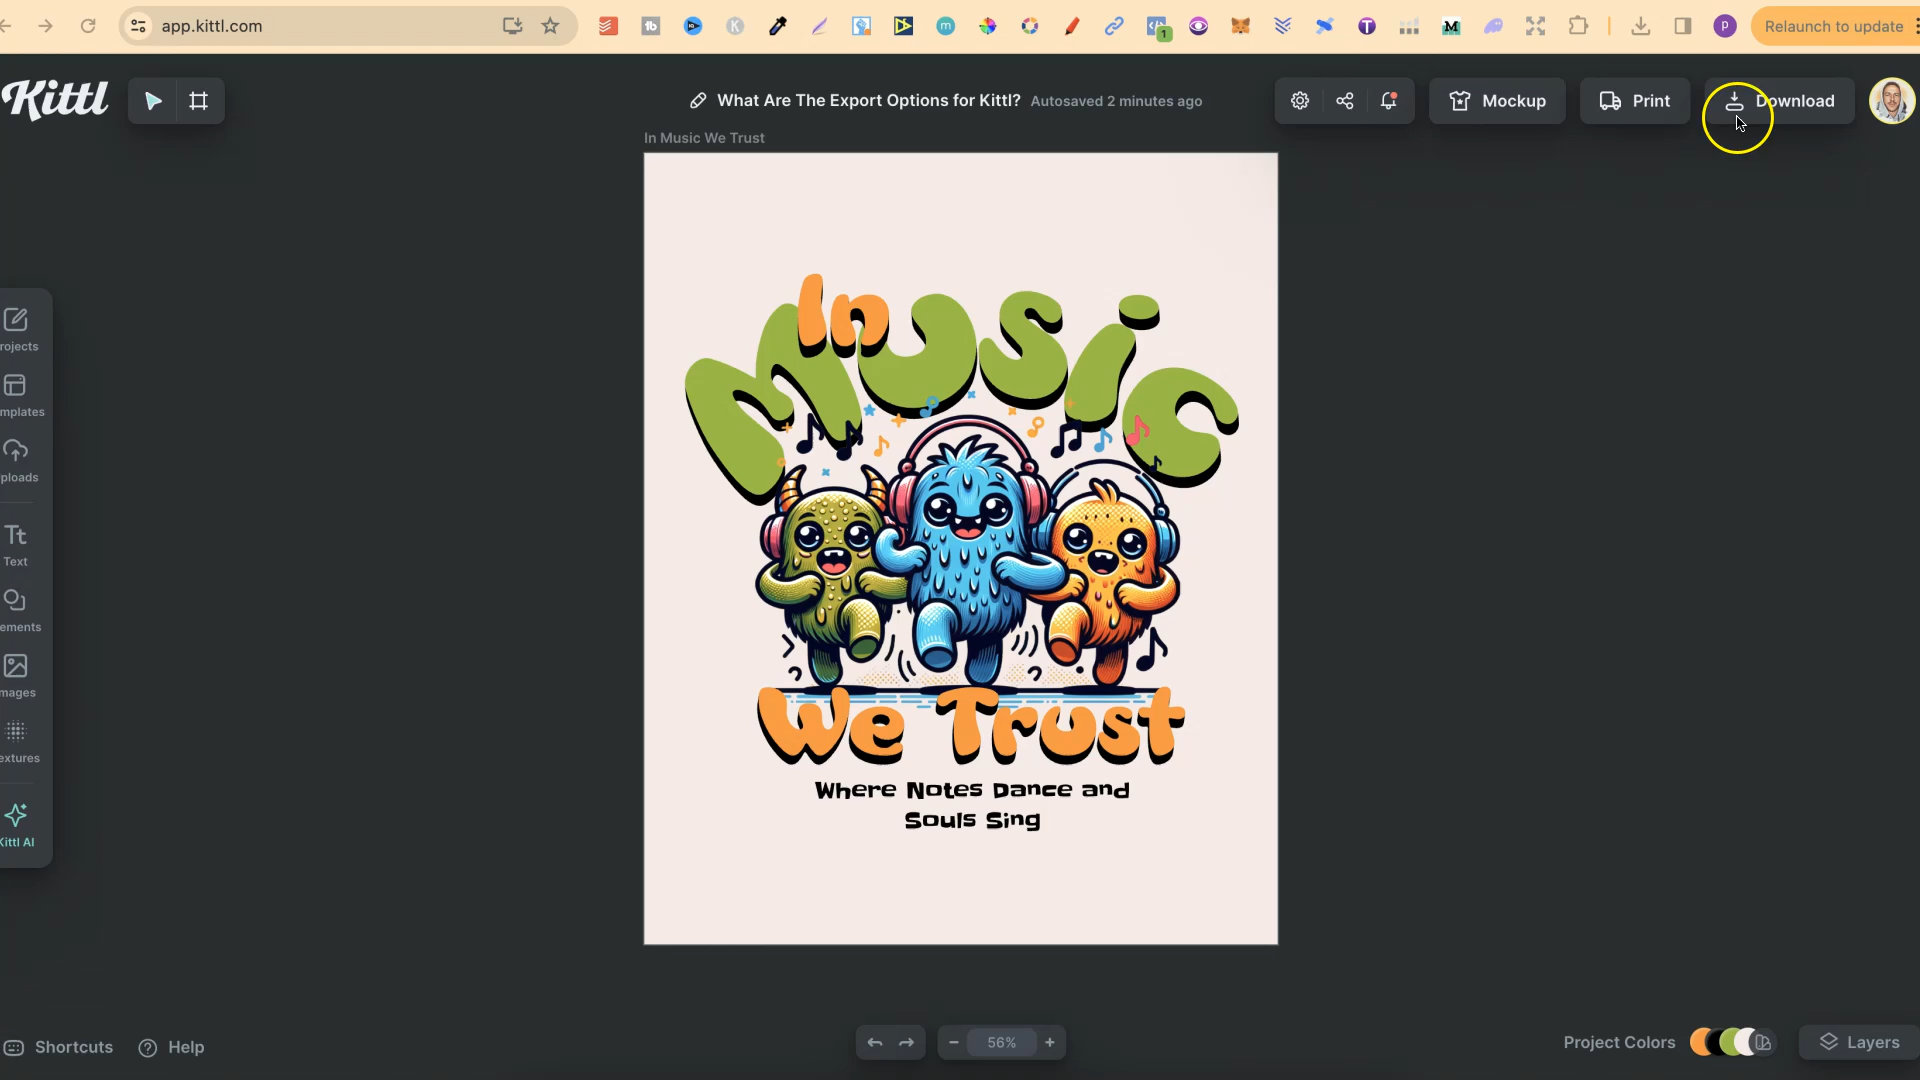 app.kittl.com
Relaunch to update
Kittl
What Are The Export Options for Kittl? Autosaved 2 minutes ago
Mockup
Print
Download
In Music We Trust
In
Music
We Trust
Where Notes Dance and
Souls Sing
rojects
mplates
ploads
Text
ements
mages
extures
Kittl AI
Shortcuts
Help
56%
Project Colors
Layers